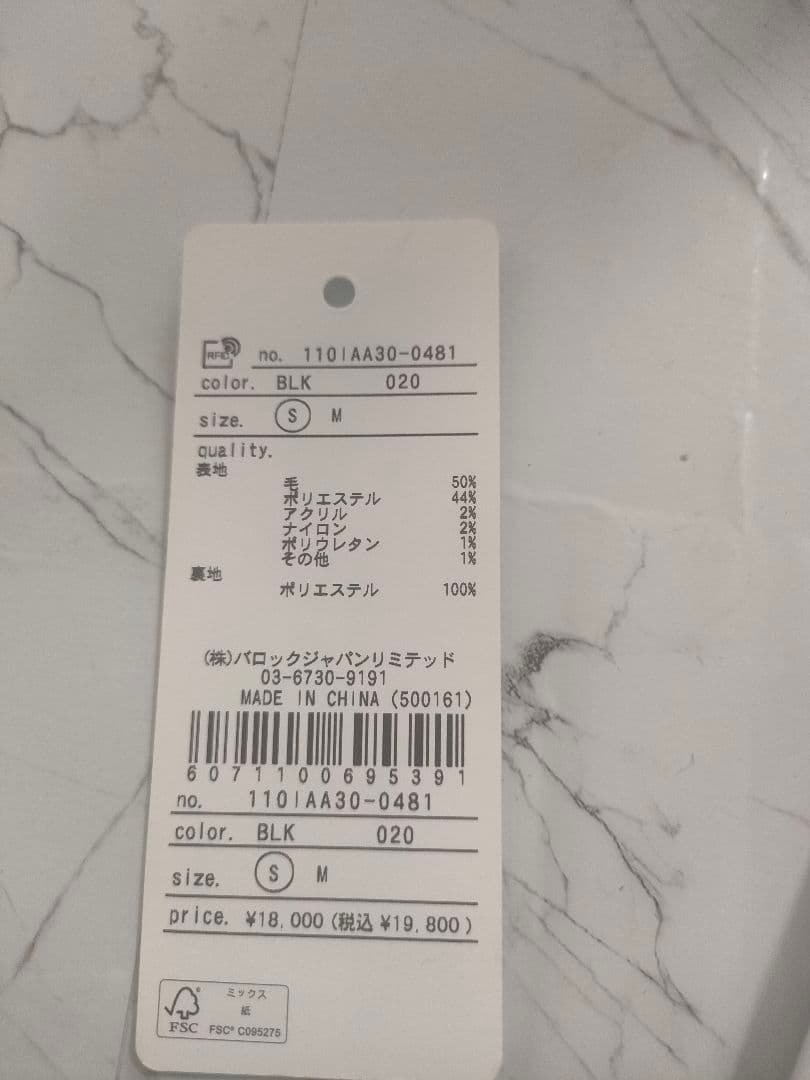 RFID no. 110IAA30-0481
color. BLK 020
size. S M
quality.
表地
毛 50%
ポリエステル 44%
アクリル 2%
ナイロン 2%
ポリウレタン 1%
その他 1%
裏地
ポリエステル 100%
(株)バロックジャパンリミテッド
03-6730-9191
MADE IN CHINA (500161)
6071100695391
no. 110IAA30-0481
color. BLK 020
size. S M
price. ¥18,000 (税込 ¥19,800)
ミックス
紙
FSC FSC® C095275